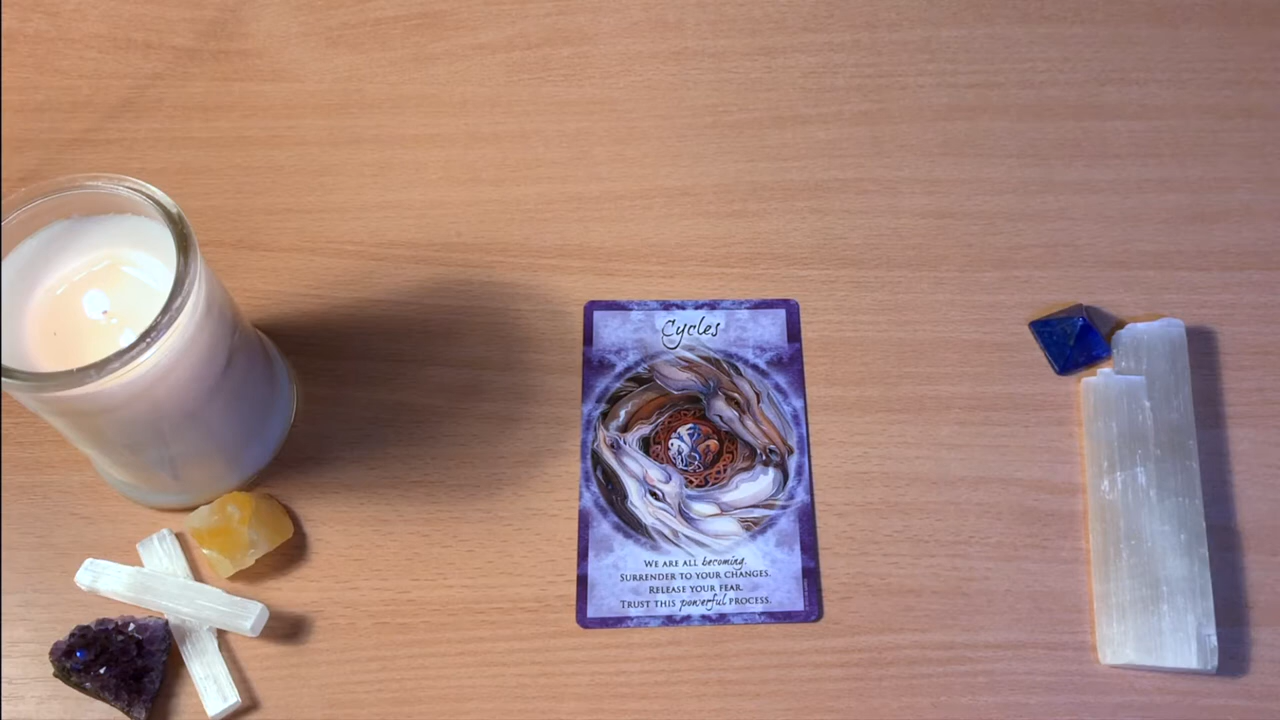 Cycles
WE ARE ALL becoming.
SURRENDER TO YOUR CHANGES.
RELEASE YOUR FEAR.
TRUST THIS powerful PROCESS.